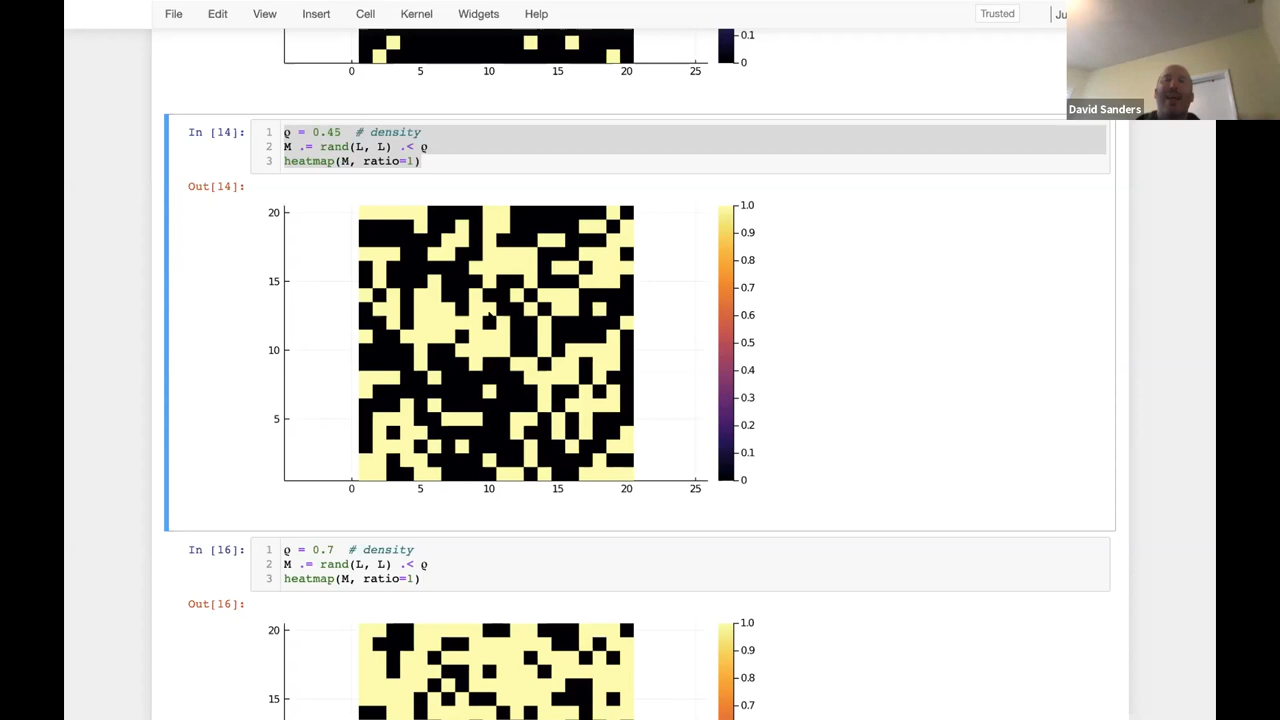 File Edit View Insert Cell Kernel Widgets Help Trusted Ju
David Sanders
0.1
0
0 5 10 15 20 25
In [14]:
1 ϱ = 0.45 # density
2 M .= rand(L, L) .< ϱ
3 heatmap(M, ratio=1)
Out[14]:
20
15
10
5
0 5 10 15 20 25
1.0
0.9
0.8
0.7
0.6
0.5
0.4
0.3
0.2
0.1
0
In [16]:
1 ϱ = 0.7 # density
2 M .= rand(L, L) .< ϱ
3 heatmap(M, ratio=1)
Out[16]:
20
15
1.0
0.9
0.8
0.7